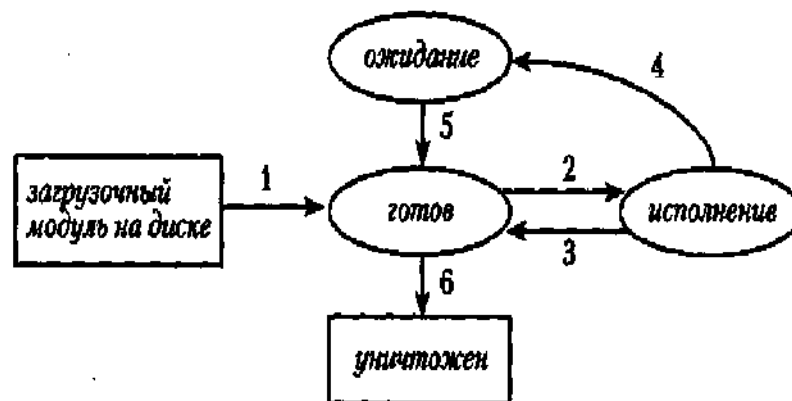 ожидание
4
5
загрузочный
модуль на диске
1
готов
2
исполнение
3
6
уничтожен